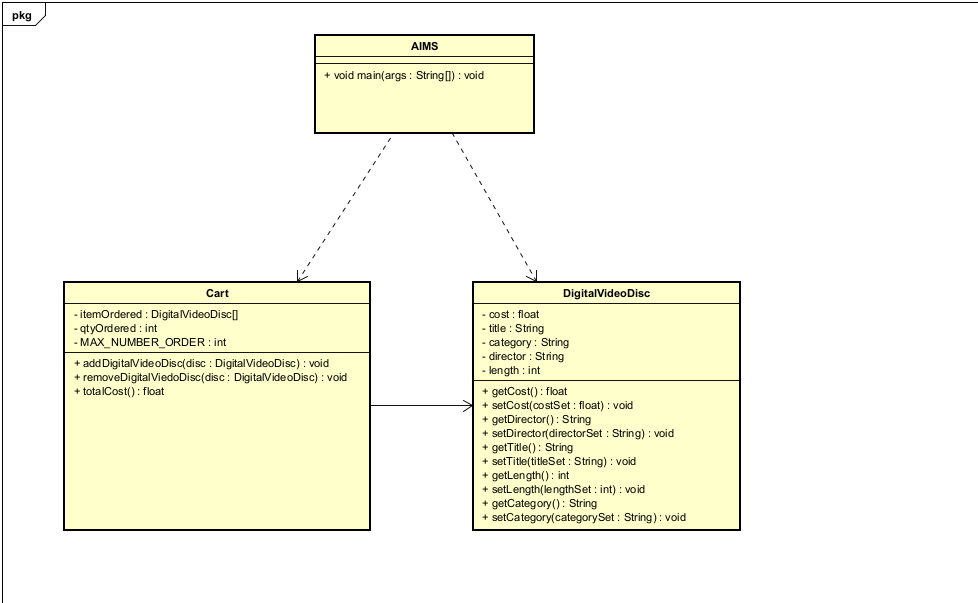 pkg
AIMS
+ void main(args : String[]) : void
Cart
- itemOrdered : DigitalVideoDisc[]
- qtyOrdered : int
- MAX_NUMBER_ORDER : int
+ addDigitalVideoDisc(disc : DigitalVideoDisc) : void
+ removeDigitalViedoDisc(disc : DigitalVideoDisc) : void
+ totalCost() : float
DigitalVideoDisc
- cost : float
- title : String
- category : String
- director : String
- length : int
+ getCost() : float
+ setCost(costSet : float) : void
+ getDirector() : String
+ setDirector(directorSet : String) : void
+ getTitle() : String
+ setTitle(titleSet : String) : void
+ getLength() : int
+ setLength(lengthSet : int) : void
+ getCategory() : String
+ setCategory(categorySet : String) : void